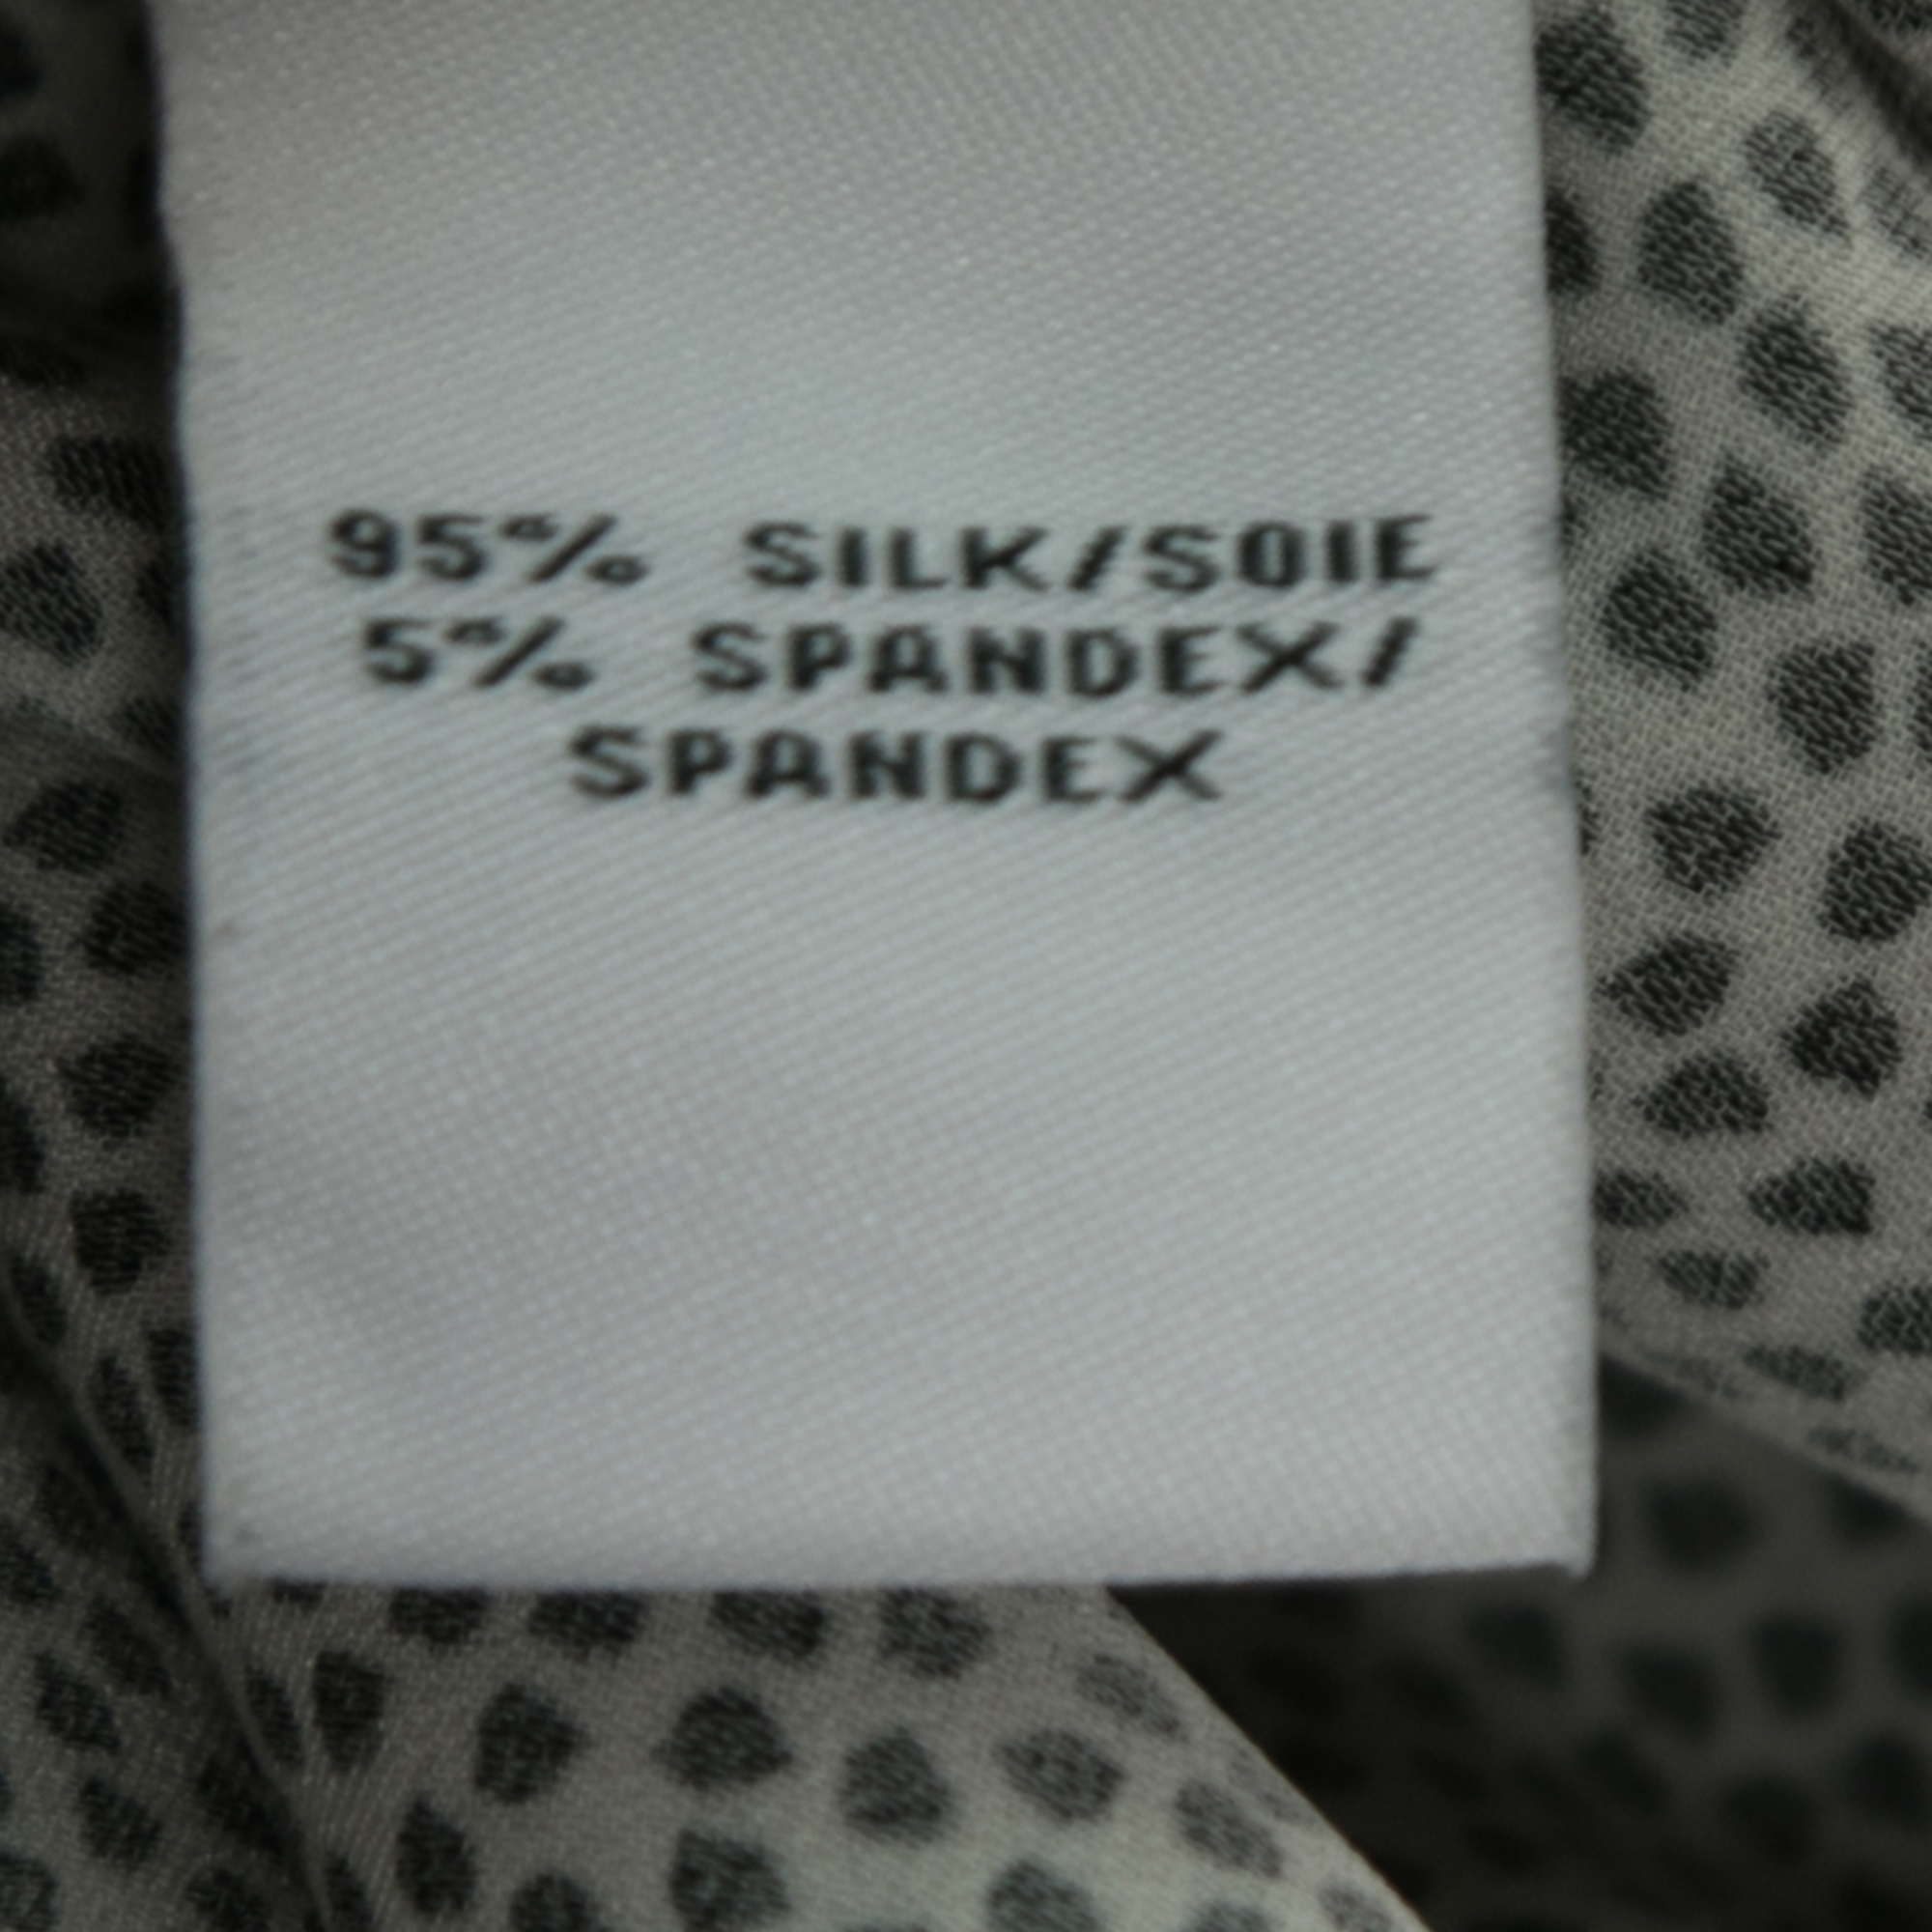 95% SILK/SOIE
5% SPANDEX/
SPANDEX